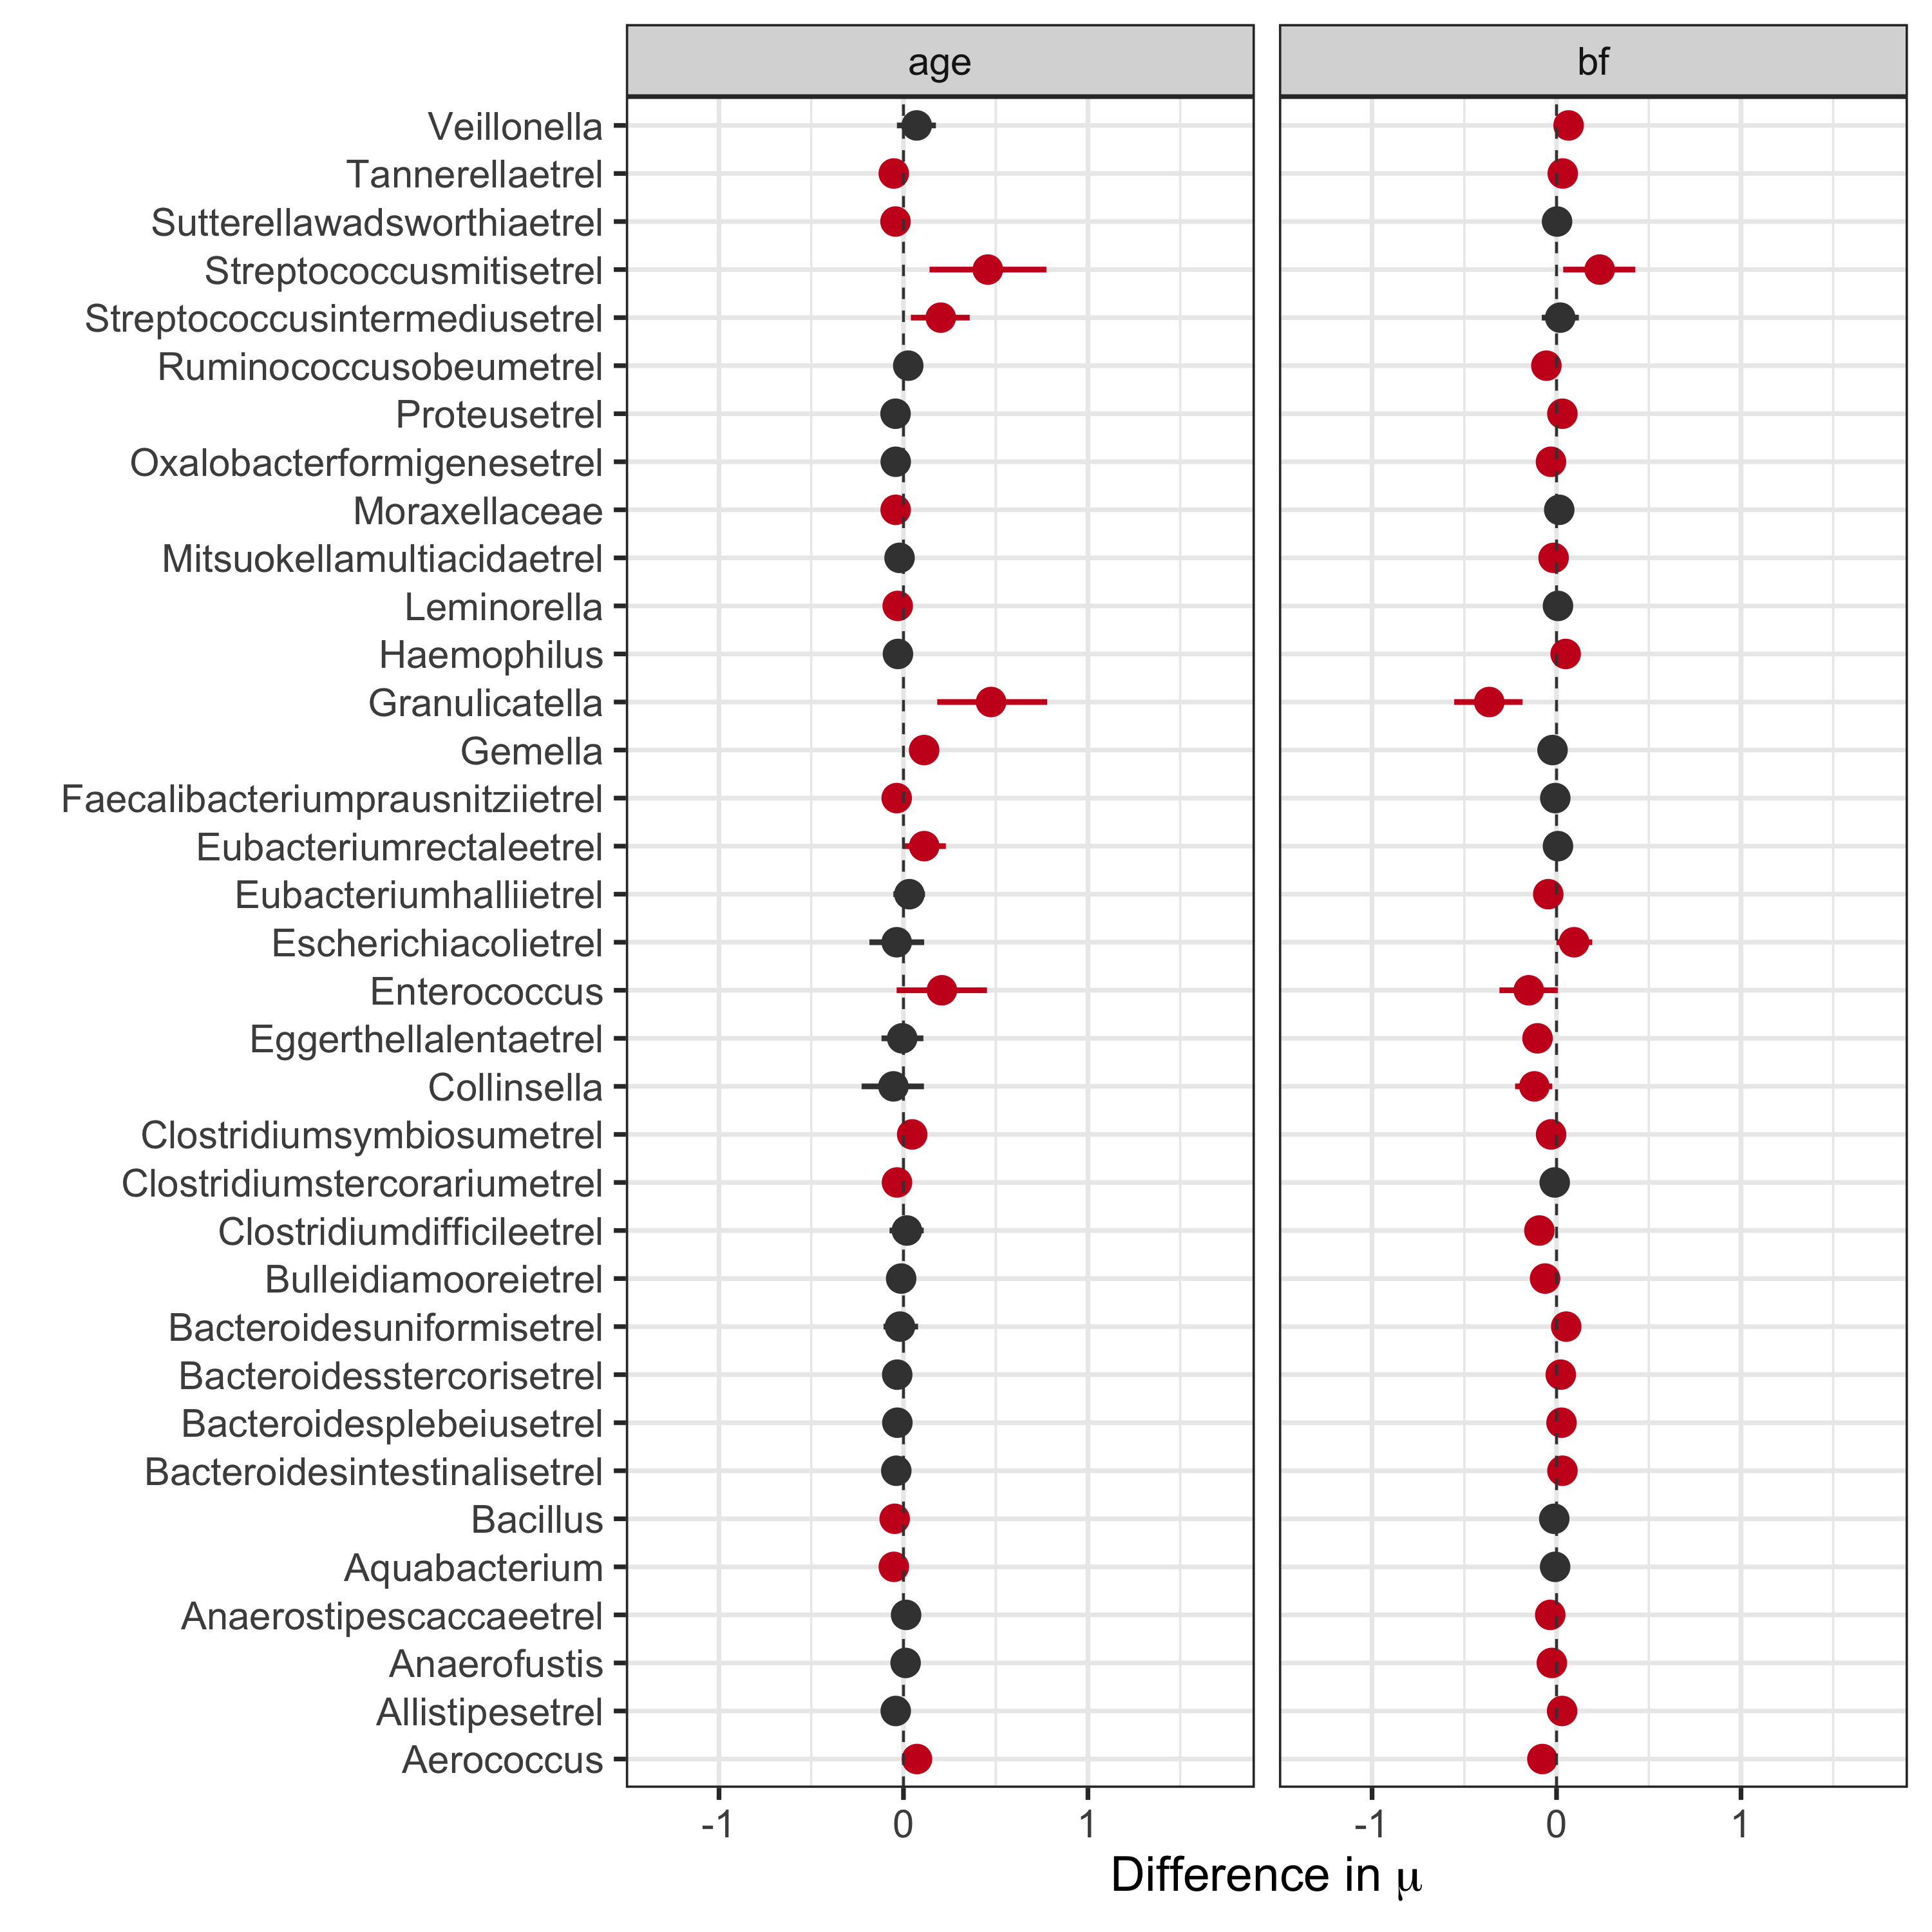 age
bf
Veillonella
Tannerellaetrel
Sutterellawadsworthiaetrel
Streptococcusmitisetrel
Streptococcusintermediusetrel
Ruminococcusobeumetrel
Proteusetrel
Oxalobacterformigenesetrel
Moraxellaceae
Mitsuokellamultiacidaetrel
Leminorella
Haemophilus
Granulicatella
Gemella
Faecalibacteriumprausnitziietrel
Eubacteriumrectaleetrel
Eubacteriumhalliietrel
Escherichiacolietrel
Enterococcus
Eggerthellalentaetrel
Collinsella
Clostridiumsymbiosumetrel
Clostridiumstercorariumetrel
Clostridiumdifficileetrel
Bulleidiamooreietrel
Bacteroidesuniformisetrel
Bacteroidesstercorisetrel
Bacteroidesplebeiusetrel
Bacteroidesintestinalisetrel
Bacillus
Aquabacterium
Anaerostipescaccaeetrel
Anaerofustis
Allistipesetrel
Aerococcus
-1 0 1
-1 0 1
Difference in μ